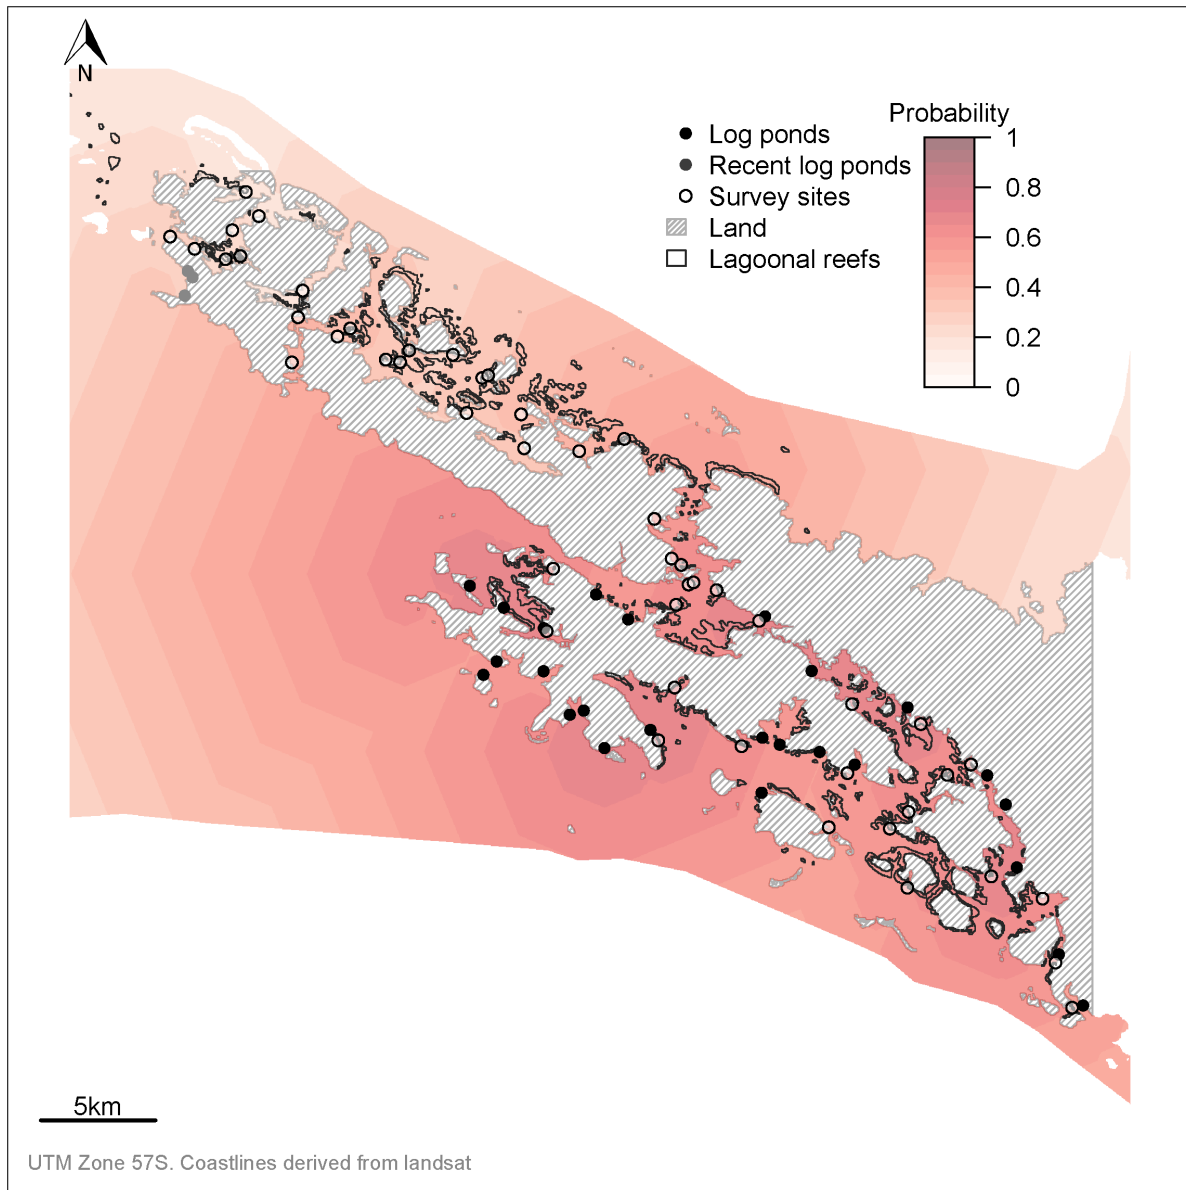 N
Log ponds
Recent log ponds
Survey sites
Land
Lagoonal reefs
Probability
1
0.8
0.6
0.4
0.2
0
5km
UTM Zone 57S. Coastlines derived from landsat